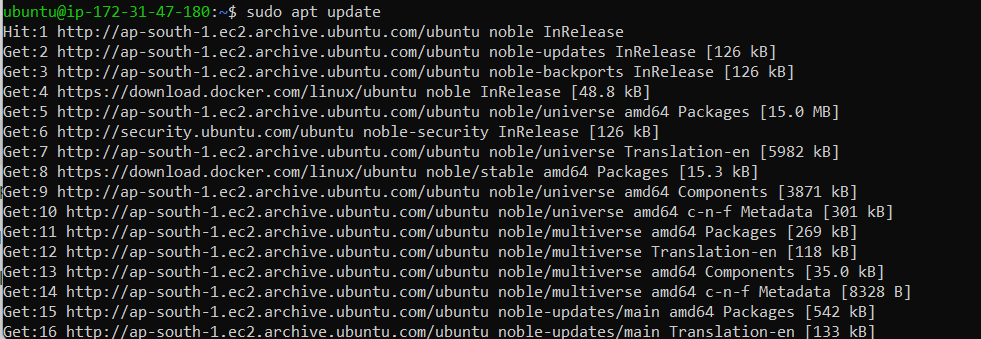 ubuntu@ip-172-31-47-180:~$ sudo apt update
Hit:1 http://ap-south-1.ec2.archive.ubuntu.com/ubuntu noble InRelease
Get:2 http://ap-south-1.ec2.archive.ubuntu.com/ubuntu noble-updates InRelease [126 kB]
Get:3 http://ap-south-1.ec2.archive.ubuntu.com/ubuntu noble-backports InRelease [126 kB]
Get:4 https://download.docker.com/linux/ubuntu noble InRelease [48.8 kB]
Get:5 http://ap-south-1.ec2.archive.ubuntu.com/ubuntu noble/universe amd64 Packages [15.0 MB]
Get:6 http://security.ubuntu.com/ubuntu noble-security InRelease [126 kB]
Get:7 http://ap-south-1.ec2.archive.ubuntu.com/ubuntu noble/universe Translation-en [5982 kB]
Get:8 https://download.docker.com/linux/ubuntu noble/stable amd64 Packages [15.3 kB]
Get:9 http://ap-south-1.ec2.archive.ubuntu.com/ubuntu noble/universe amd64 Components [3871 kB]
Get:10 http://ap-south-1.ec2.archive.ubuntu.com/ubuntu noble/universe amd64 c-n-f Metadata [301 kB]
Get:11 http://ap-south-1.ec2.archive.ubuntu.com/ubuntu noble/multiverse amd64 Packages [269 kB]
Get:12 http://ap-south-1.ec2.archive.ubuntu.com/ubuntu noble/multiverse Translation-en [118 kB]
Get:13 http://ap-south-1.ec2.archive.ubuntu.com/ubuntu noble/multiverse amd64 Components [35.0 kB]
Get:14 http://ap-south-1.ec2.archive.ubuntu.com/ubuntu noble/multiverse amd64 c-n-f Metadata [8328 B]
Get:15 http://ap-south-1.ec2.archive.ubuntu.com/ubuntu noble-updates/main amd64 Packages [542 kB]
Get:16 http://ap-south-1.ec2.archive.ubuntu.com/ubuntu noble-updates/main Translation-en [133 kB]